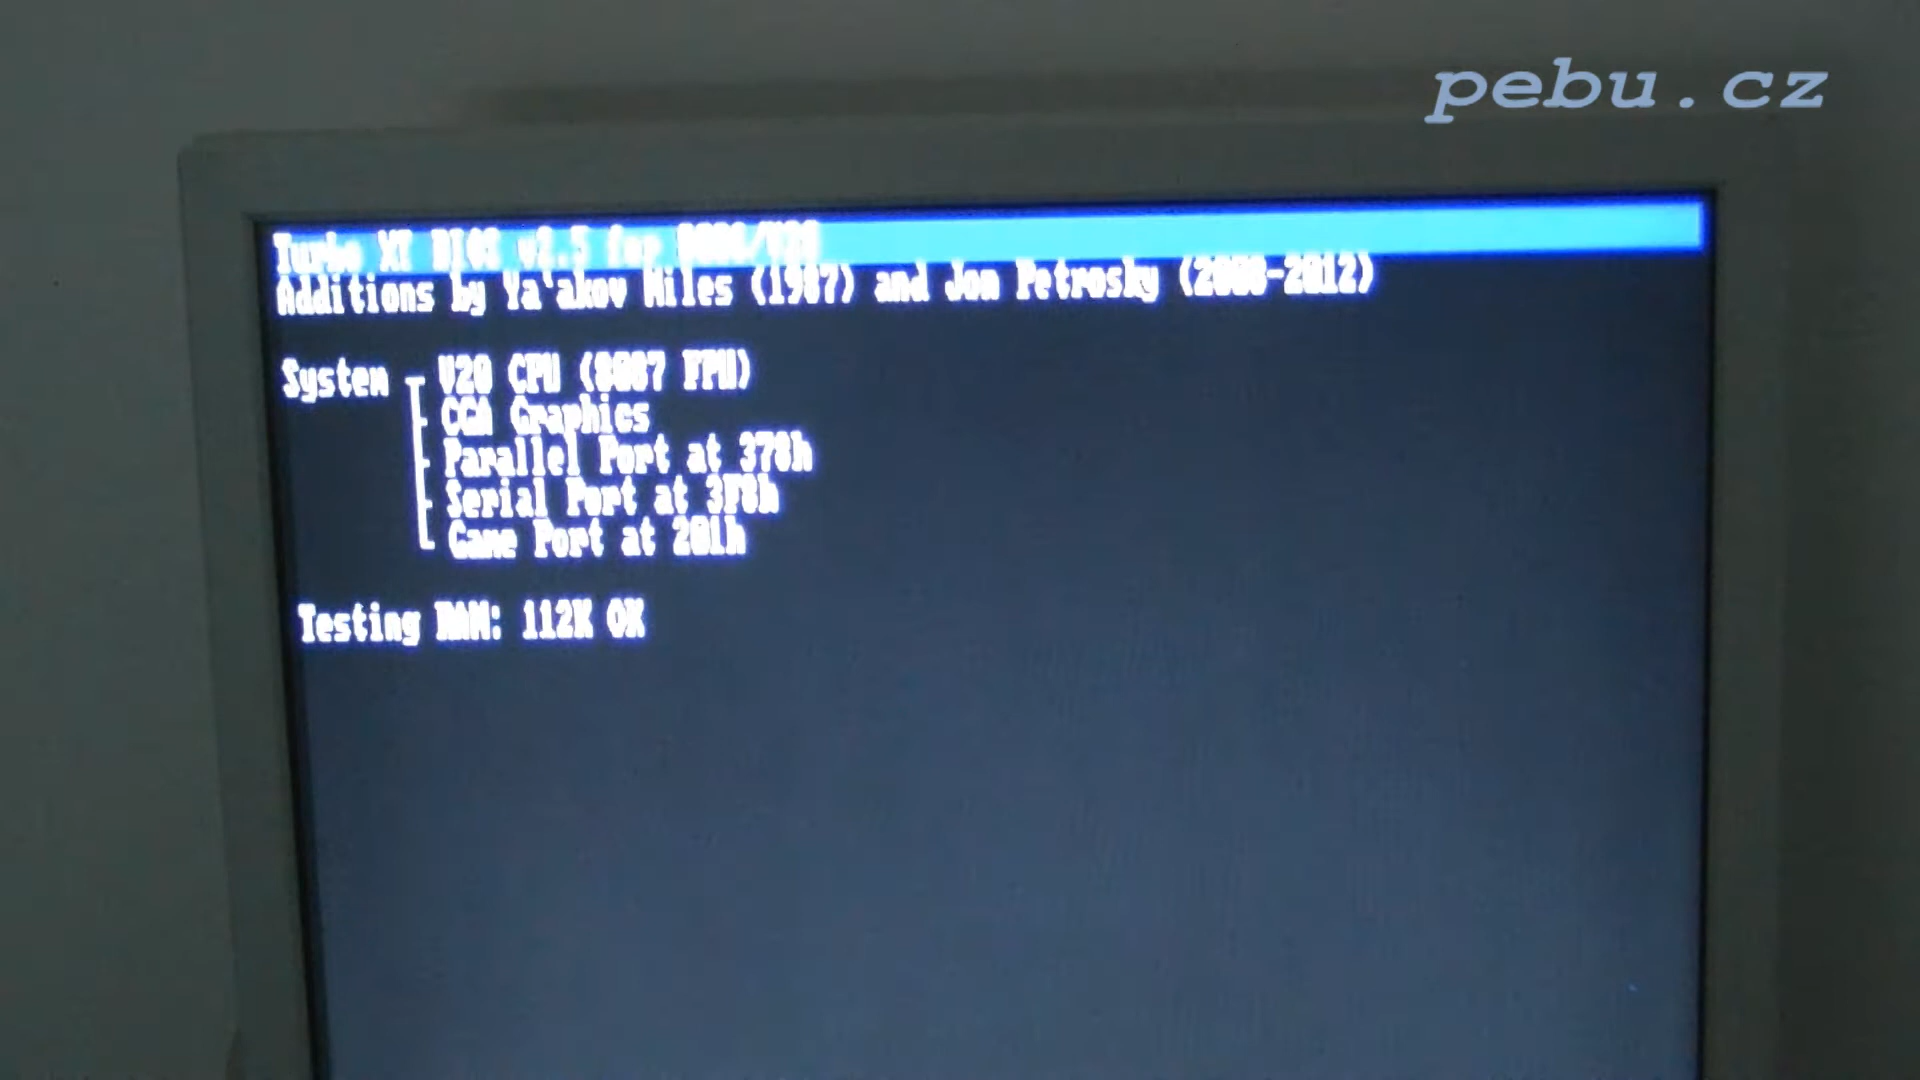 pebu.cz
Turbo XT BIOS v2.5 for 8088/V20
Additions by Ya'akov Miles (1987) and Jon Petrosky (2008-2012)
System
V20 CPU (8087 FPU)
CGA Graphics
Parallel Port at 378h
Serial Port at 3F8h
Game Port at 201h
Testing RAM: 112K OK